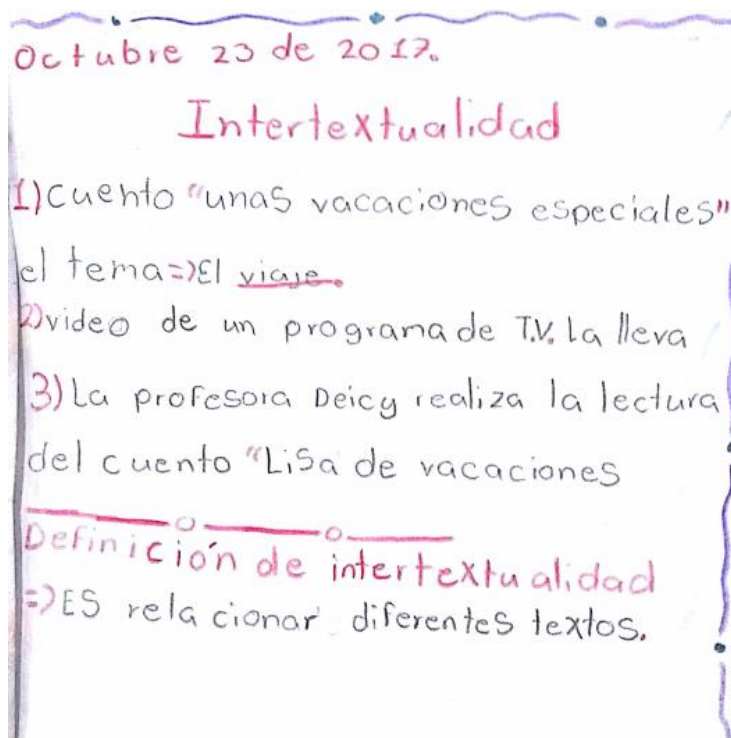 Octubre 23 de 2017.
Intertextualidad
1) cuento "unas vacaciones especiales"
el tema => El viaje.
2) video de un programa de T.V. La lleva
3) La profesora Deicy realiza la lectura
del cuento "Lisa de vacaciones
Definición de intertextualidad
=> ES relacionar diferentes textos.